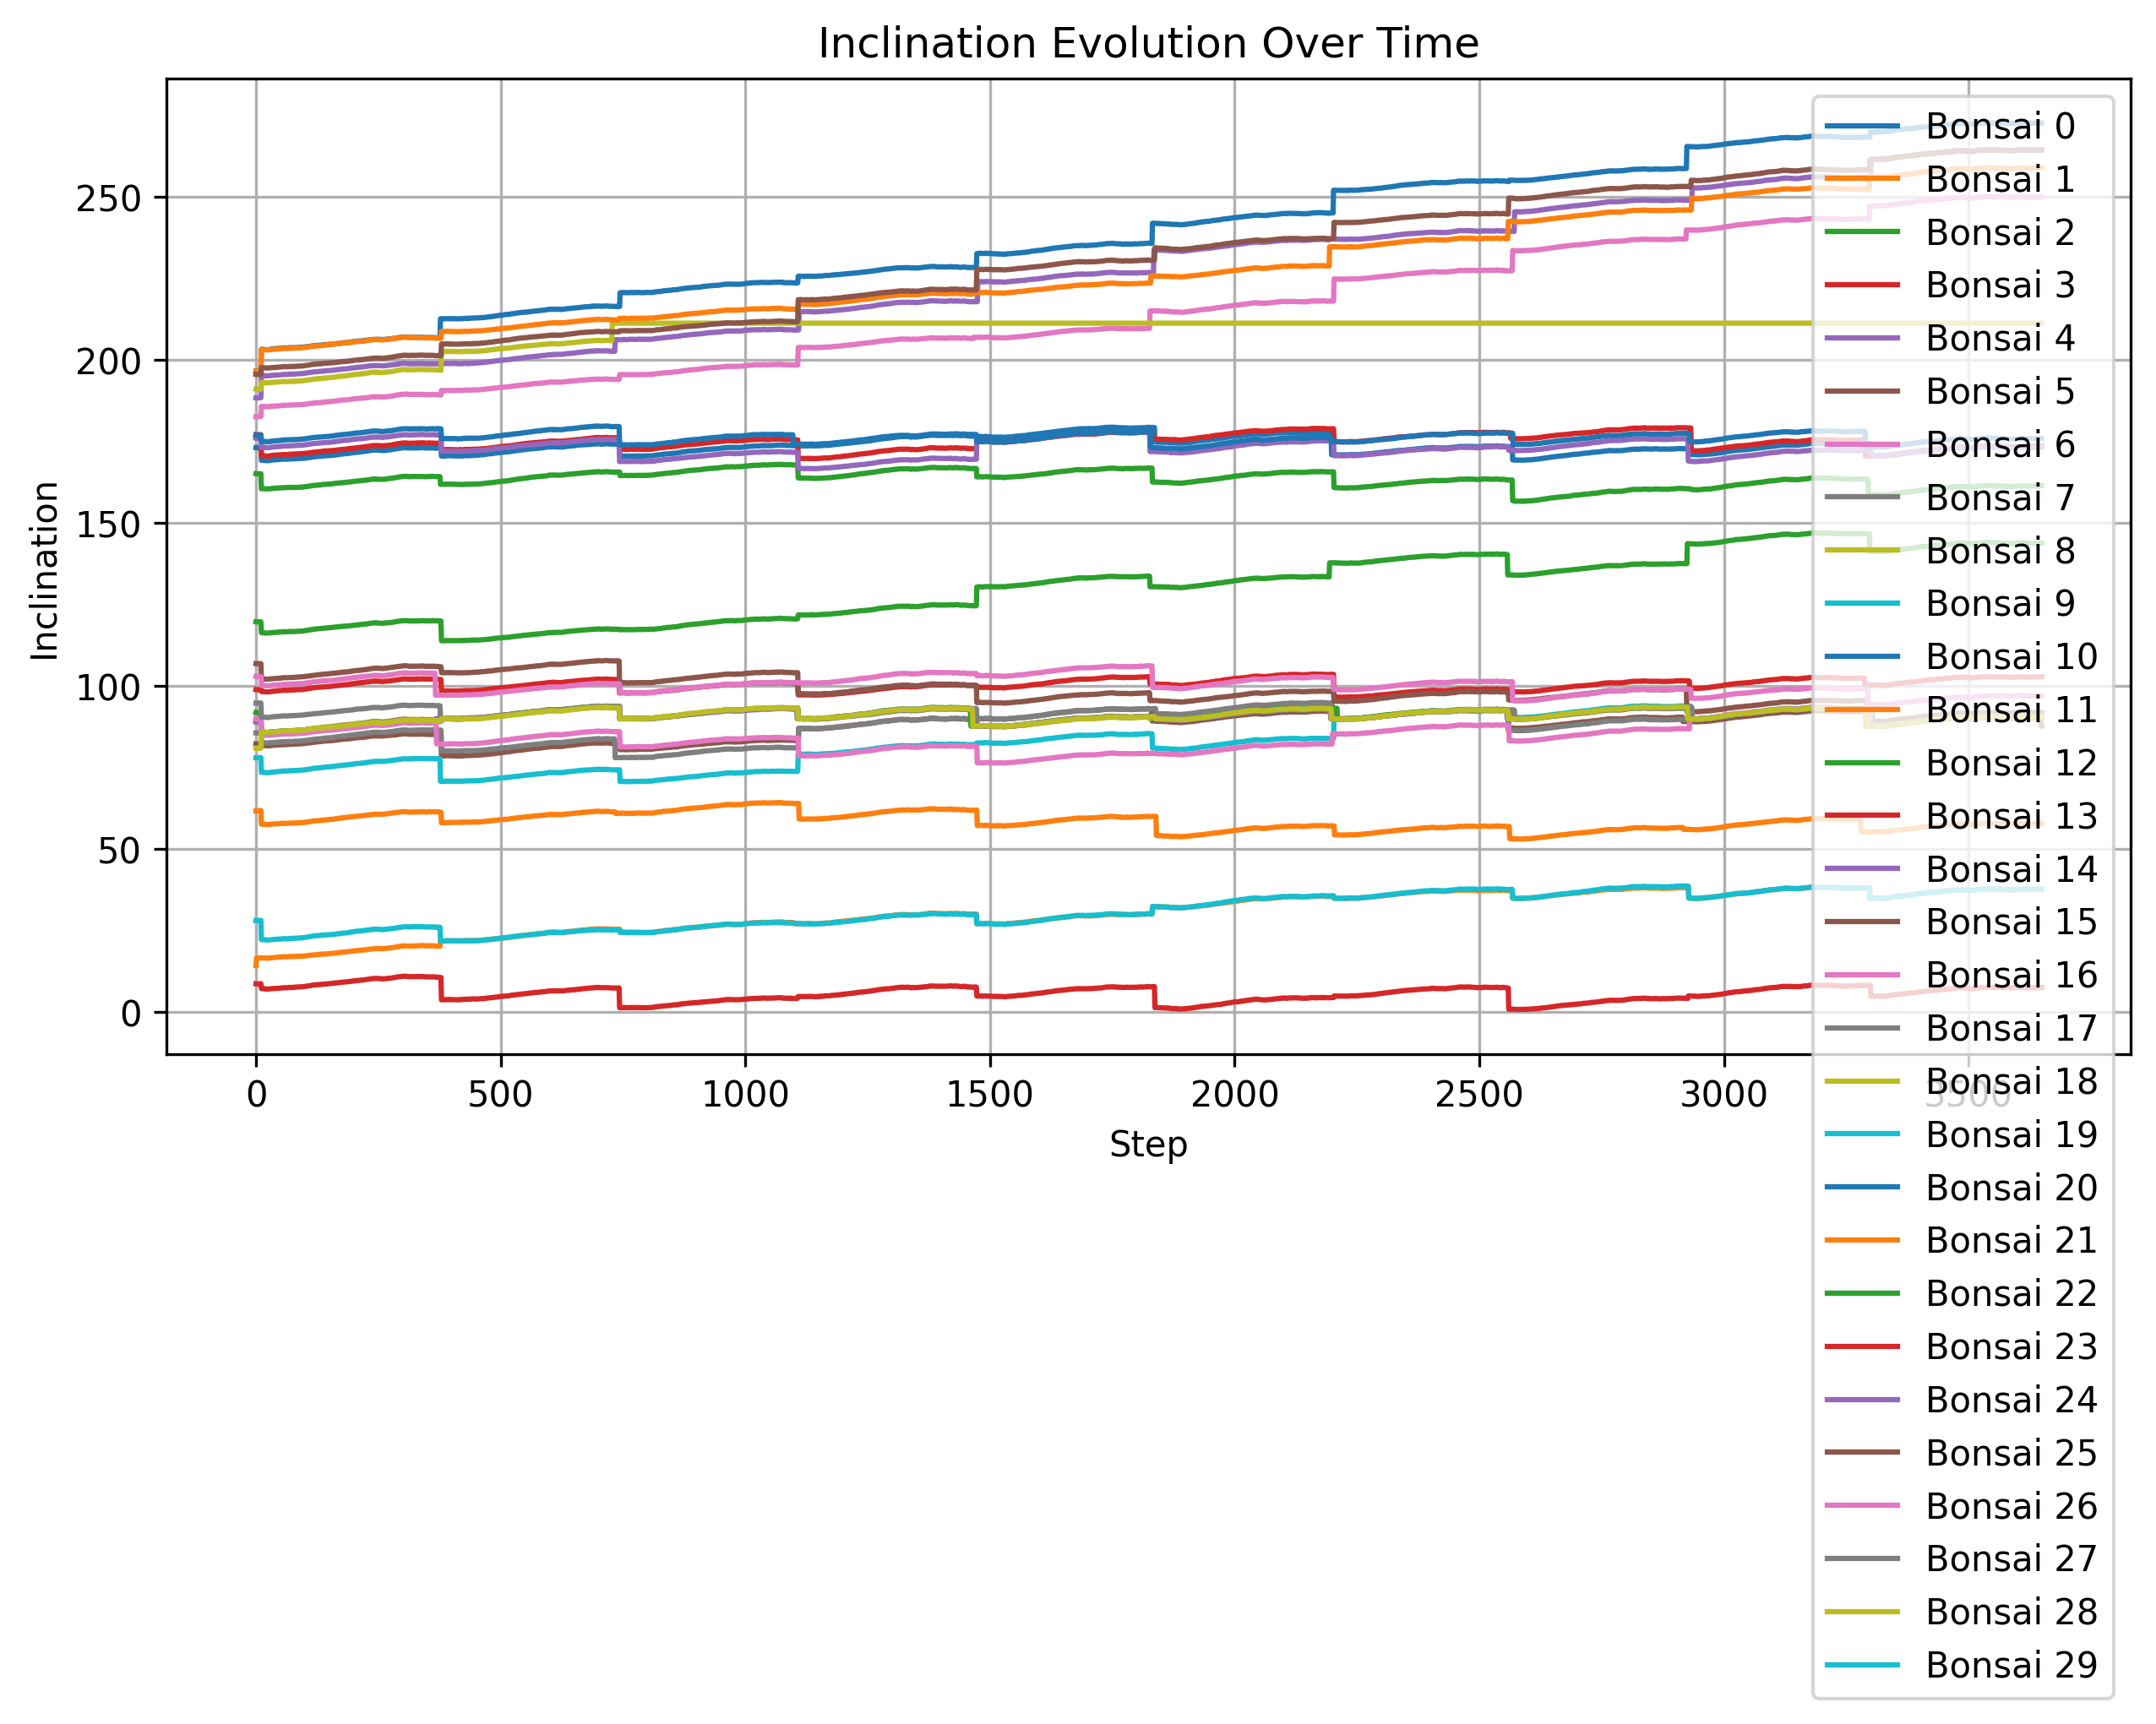 Inclination Evolution Over Time
Inclination
250
200
150
100
50
0
0
500
1000
1500
2000
2500
3000
3500
Step
Bonsai 0
Bonsai 1
Bonsai 2
Bonsai 3
Bonsai 4
Bonsai 5
Bonsai 6
Bonsai 7
Bonsai 8
Bonsai 9
Bonsai 10
Bonsai 11
Bonsai 12
Bonsai 13
Bonsai 14
Bonsai 15
Bonsai 16
Bonsai 17
Bonsai 18
Bonsai 19
Bonsai 20
Bonsai 21
Bonsai 22
Bonsai 23
Bonsai 24
Bonsai 25
Bonsai 26
Bonsai 27
Bonsai 28
Bonsai 29